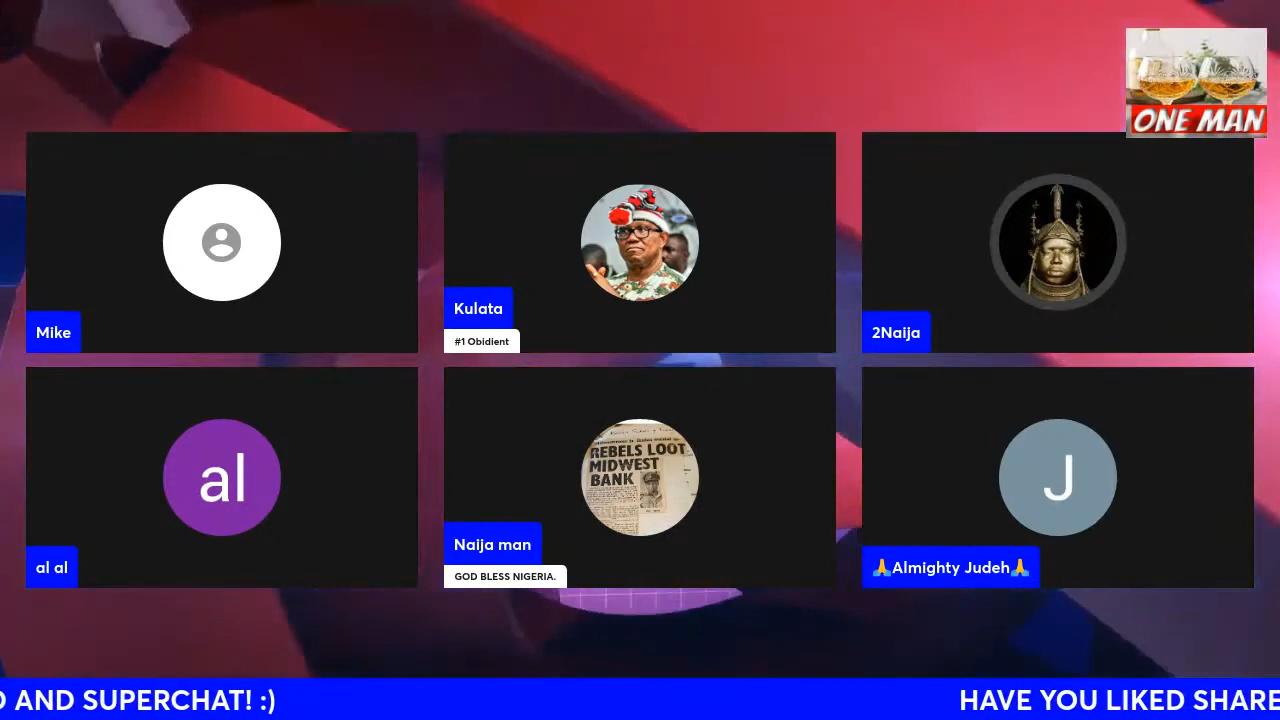 ONE MAN
Mike
Kulata
#1 Obidient
2Naija
al
al al
REBELS LOOT
MIDWEST
BANK
Naija man
GOD BLESS NIGERIA.
J
🙏Almighty Judeh🙏
AND SUPERCHAT! :)
HAVE YOU LIKED SHARE